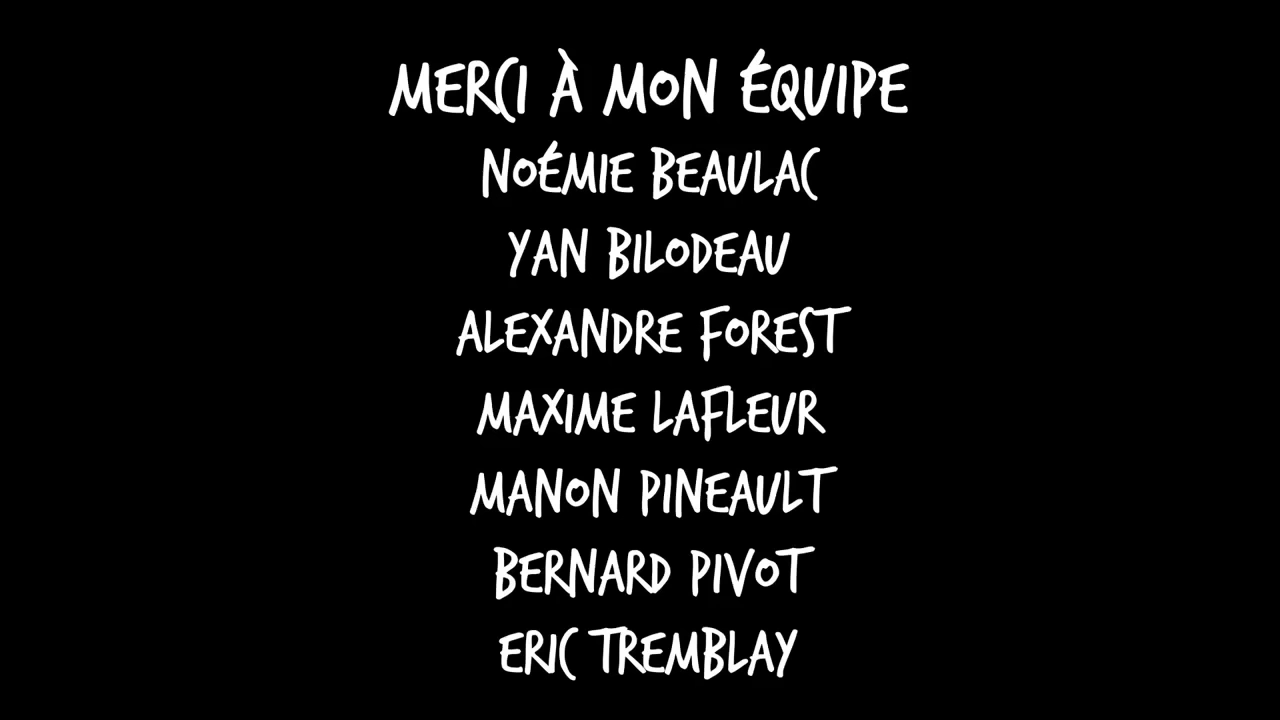 MERCI À MON ÉQUIPE
NOÉMIE BEAULAC
YAN BILODEAU
ALEXANDRE FOREST
MAXIME LAFLEUR
MANON PINEAULT
BERNARD PIVOT
ERIC TREMBLAY